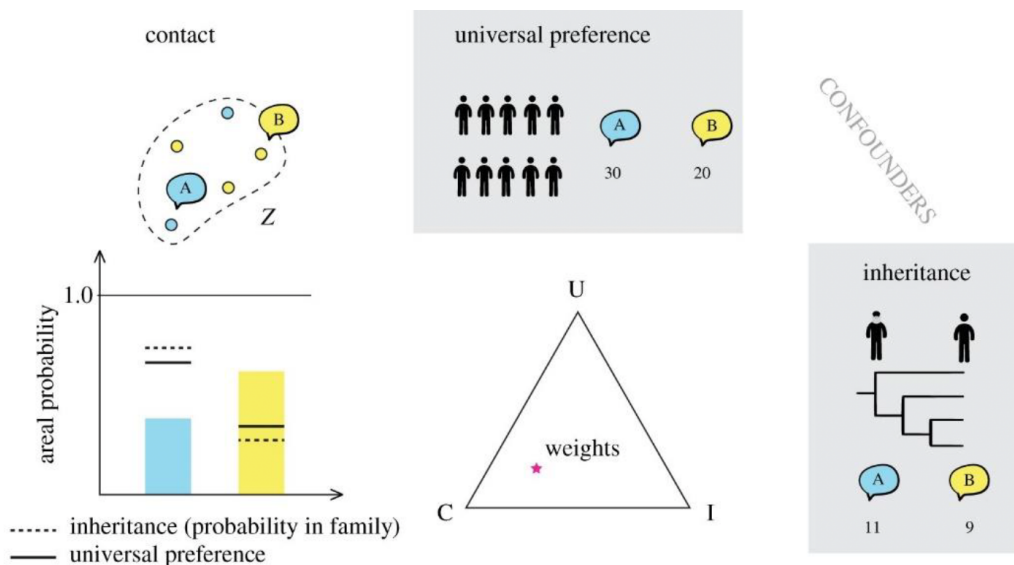 contact
universal preference
CONFOUNDERS
B
A
Z
A
B
30
20
1.0
areal probability
U
weights
C
I
inheritance
A
B
11
9
inheritance (probability in family)
universal preference